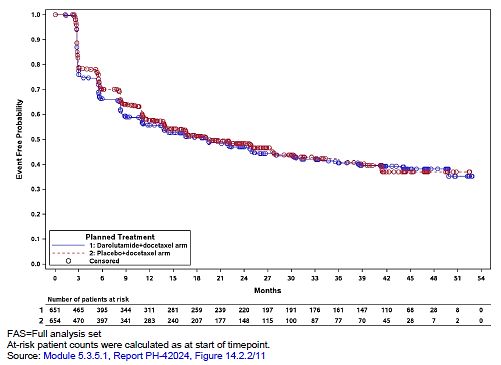 1.0
0.9
0.8
0.7
0.6
0.5
0.4
0.3
0.2
0.1
0.0
Event Free Probability
Planned Treatment
1: Darolutamide+docetaxel arm
2: Placebo+docetaxel arm
Censored
0 3 6 9 12 15 18 21 24 27 30 33 36 39 42 45 48 51 54
Months
Number of patients at risk
1 651 465 395 344 311 281 259 239 220 207 191 176 161 147 110 66 28 8 0
2 654 470 397 341 283 240 217 177 148 115 100 87 77 68 45 28 7 2 0
FAS=Full analysis set
At-risk patient counts were calculated as at start of timepoint.
Source: Module 5.3.5.1, Report PH-42024, Figure 14.2.2/11